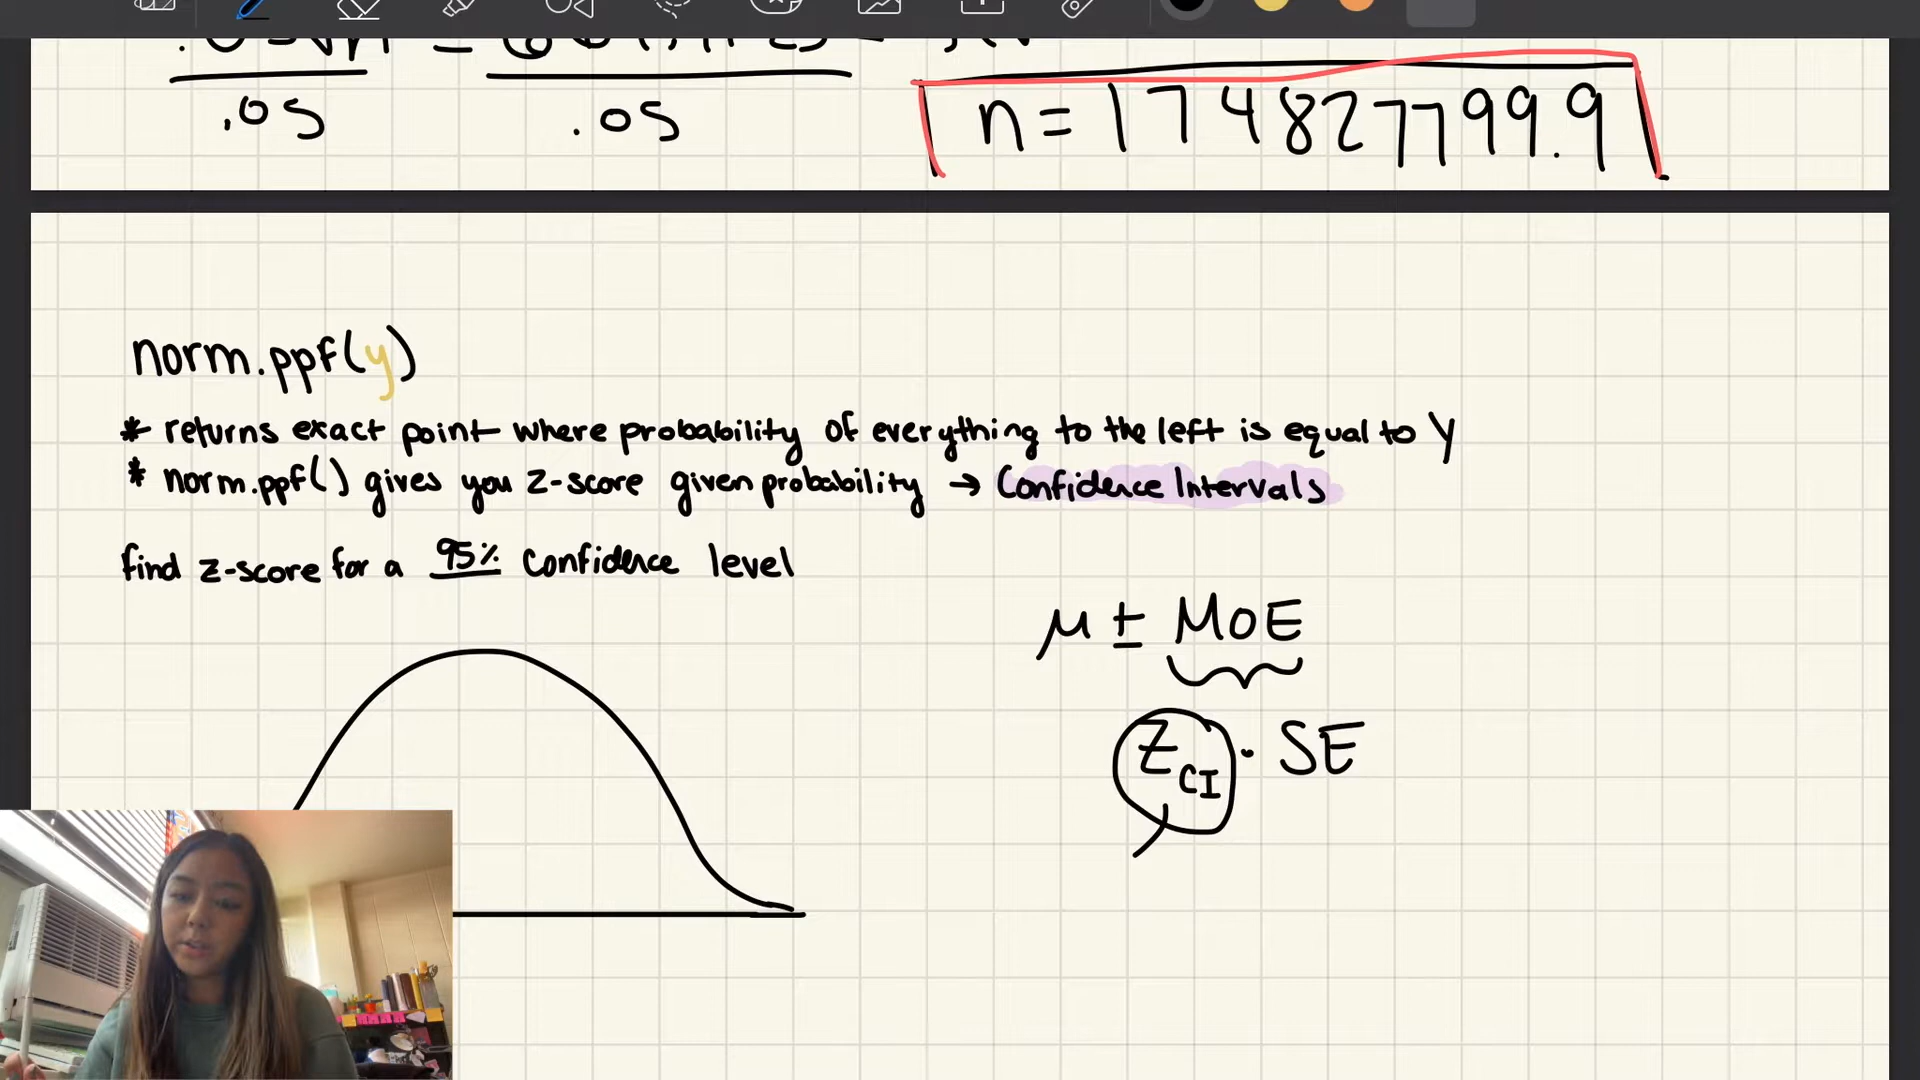 .05 .05 n = 174827799.9
norm.ppf(y)
* returns exact point where probability of everything to the left is equal to Y
* norm.ppf() gives you z-score given probability → Confidence Intervals
find z-score for a 95% confidence level
μ ± MOE
Z CI · SE